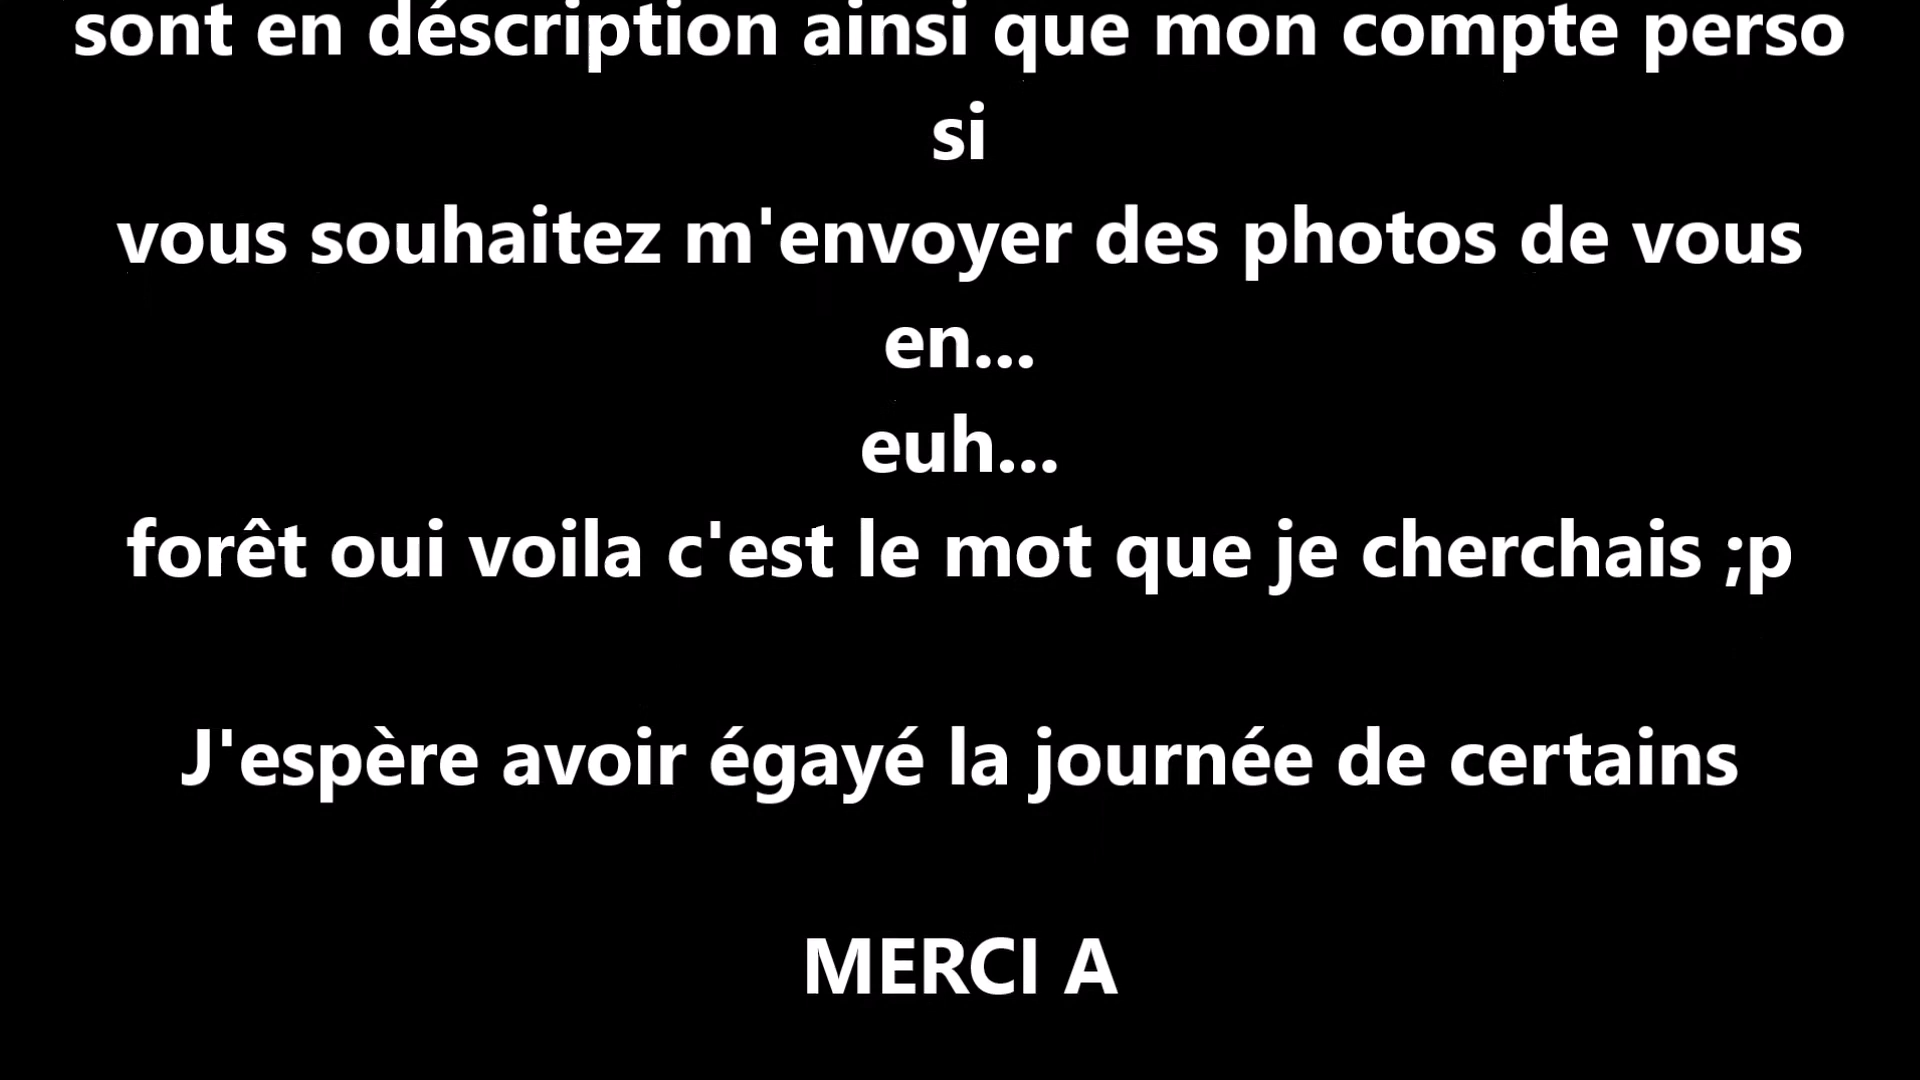 sont en déscription ainsi que mon compte perso
si
vous souhaitez m'envoyer des photos de vous
en...
euh...
forêt oui voila c'est le mot que je cherchais ;p
J'espère avoir égayé la journée de certains
MERCI A